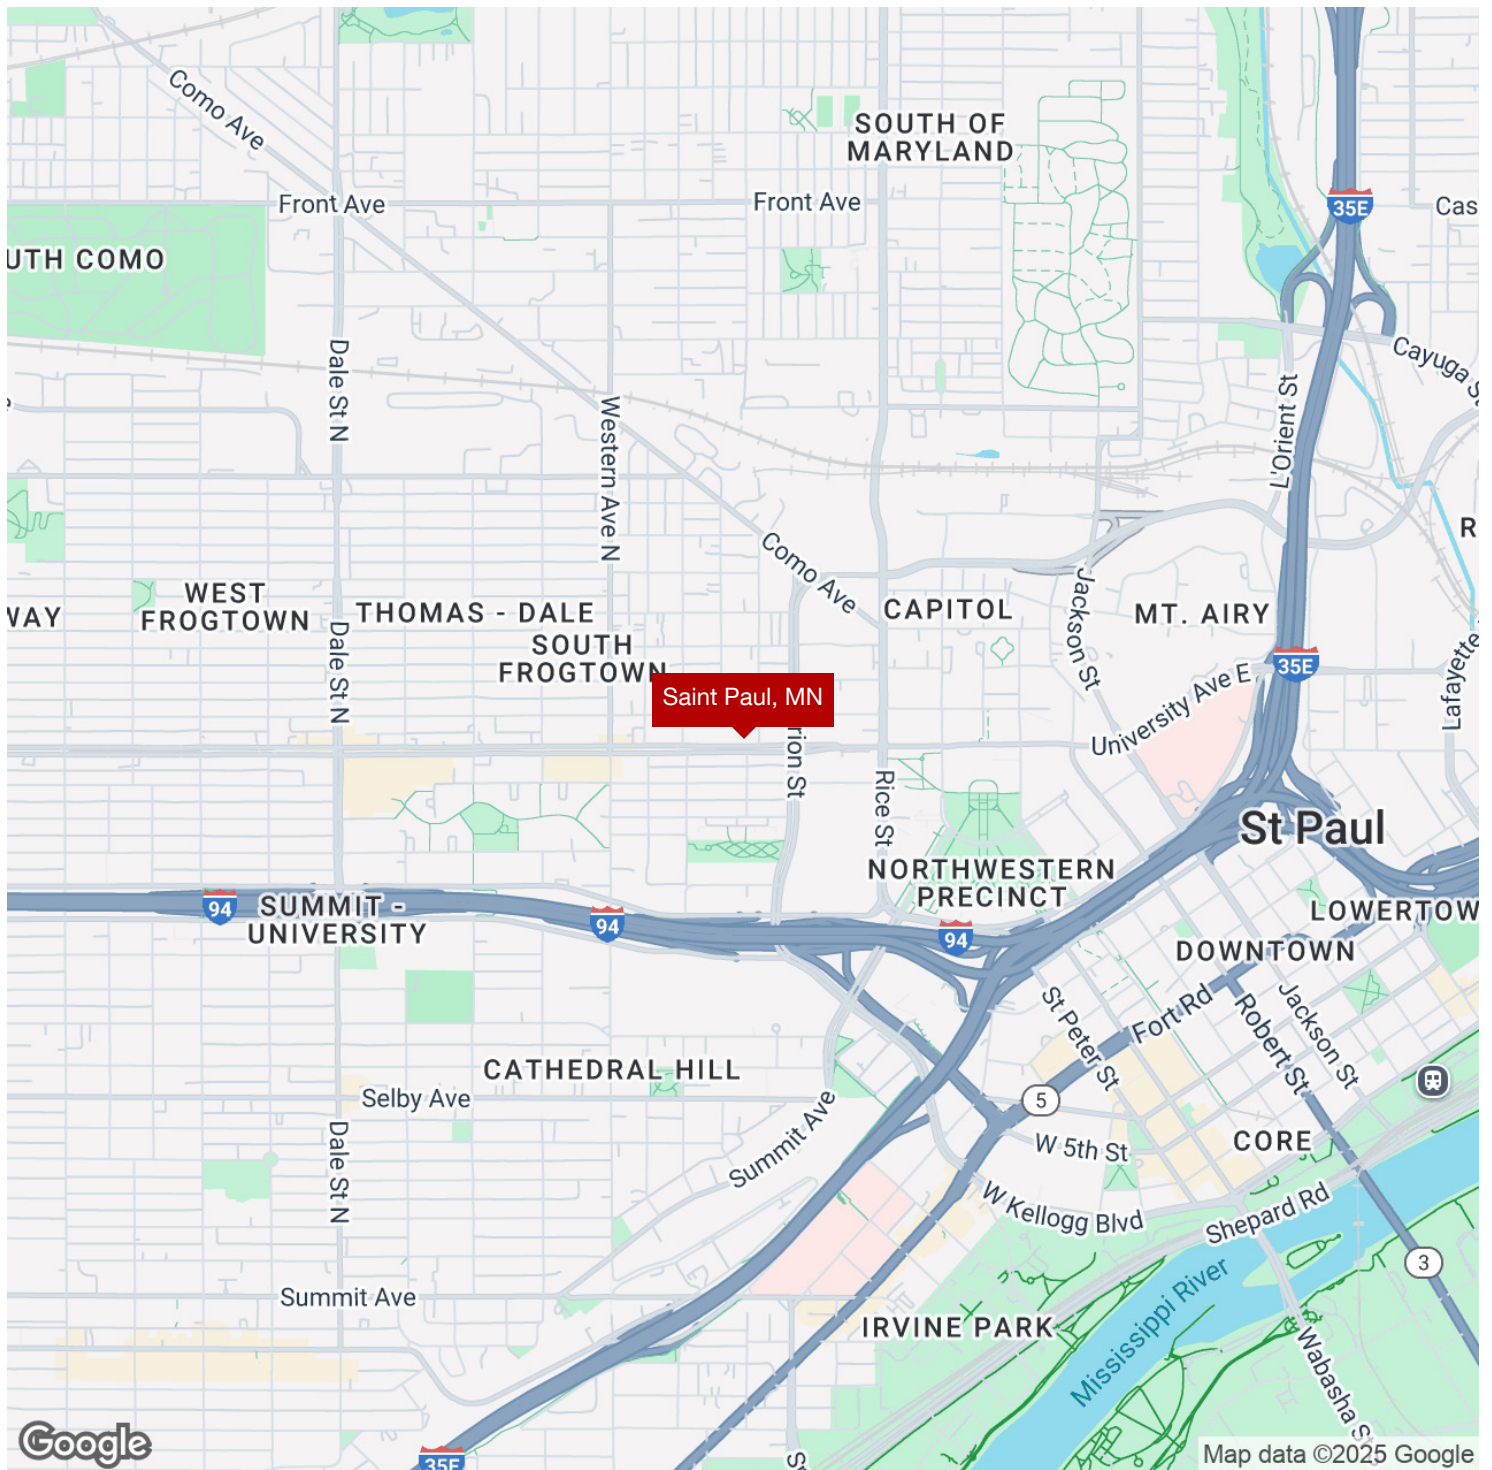 Como Ave
SOUTH OF
MARYLAND
Front Ave
Front Ave
35E
Cas
UTH COMO
Dale St N
Cayuga S
L'Orient St
Western Ave N
Como Ave
R
WEST
FROGTOWN
WAY
THOMAS - DALE
SOUTH
FROGTOWN
CAPITOL
Jackson St
MT. AIRY
Dale St N
35E
Lafayette
Saint Paul, MN
University Ave E
rion St
Rice St
St Paul
NORTHWESTERN
PRECINCT
94
SUMMIT -
UNIVERSITY
94
94
LOWERTOW
DOWNTOWN
St Peter St
Fort Rd
Robert St
Jackson St
CATHEDRAL HILL
Selby Ave
Summit Ave
5
Dale St N
W 5th St
CORE
W Kellogg Blvd
Shepard Rd
3
Summit Ave
IRVINE PARK
Mississippi River
Wabasha S
35E
Google
Map data ©2025 Google